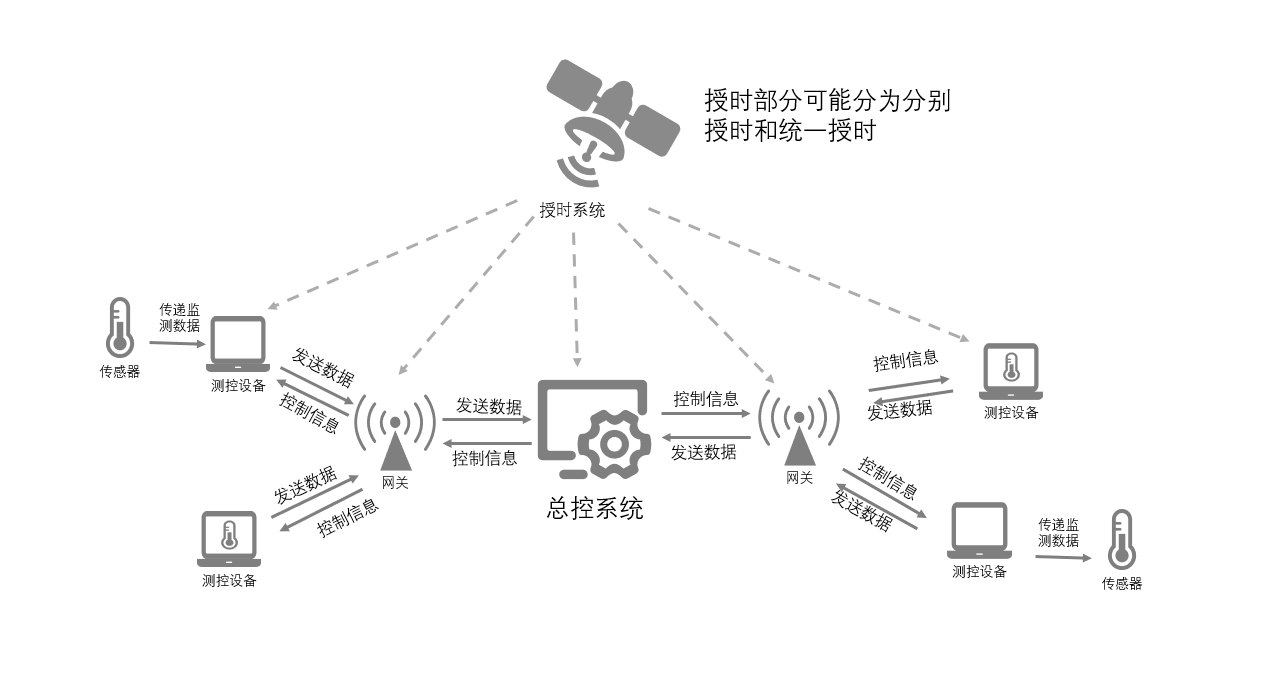 授时部分可能分为分别
授时和统一授时
授时系统
传递监
测数据
传感器
测控设备
发送数据
控制信息
发送数据
控制信息
网关
发送数据
控制信息
测控设备
总控系统
控制信息
发送数据
网关
控制信息
发送数据
测控设备
控制信息
发送数据
测控设备
传递监
测数据
传感器